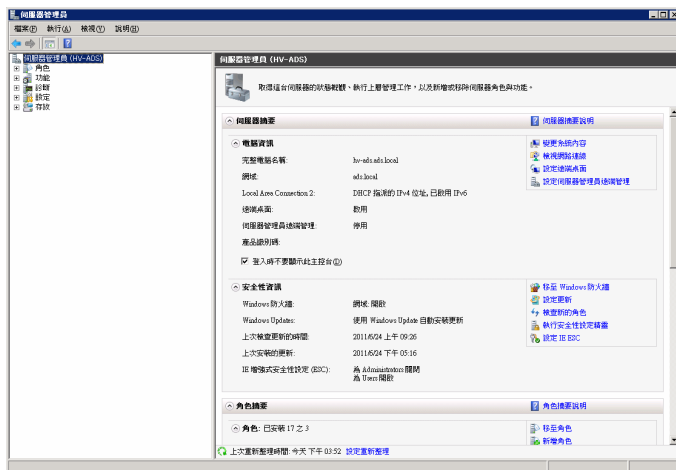 伺服器管理員
檔案(F) 執行(A) 檢視(V) 說明(H)
伺服器管理員 (HV-ADS)
角色
功能
診斷
設定
存放
伺服器管理員 (HV-ADS)
取得這台伺服器的狀態概觀、執行上層管理工作，以及新增或移除伺服器角色與功能。
伺服器摘要
伺服器摘要說明
電腦資訊
完整電腦名稱: hv-ads.ads.local
網域: ads.local
Local Area Connection 2: DHCP 指派的 IPv4 位址, 已啟用 IPv6
遠端桌面: 啟用
伺服器管理員遠端管理: 停用
產品識別碼:
登入時不要顯示此主控台(D)
變更系統內容
檢視網路連線
設定遠端桌面
設定伺服器管理員遠端管理
安全性資訊
Windows 防火牆: 網域: 開啟
Windows Updates: 使用 Windows Update 自動安裝更新
上次檢查更新的時間: 2011/6/24 上午 09:26
上次安裝的更新: 2011/6/24 下午 05:16
IE 增強式安全性設定 (ESC): 為 Administrators 關閉
為 Users 開啟
移至 Windows 防火牆
設定更新
檢查新的角色
執行安全性設定精靈
設定 IE ESC
角色摘要
角色摘要說明
角色: 已安裝 17 之 3
移至角色
新增角色
上次重新整理時間: 今天 下午 03:52 設定重新整理